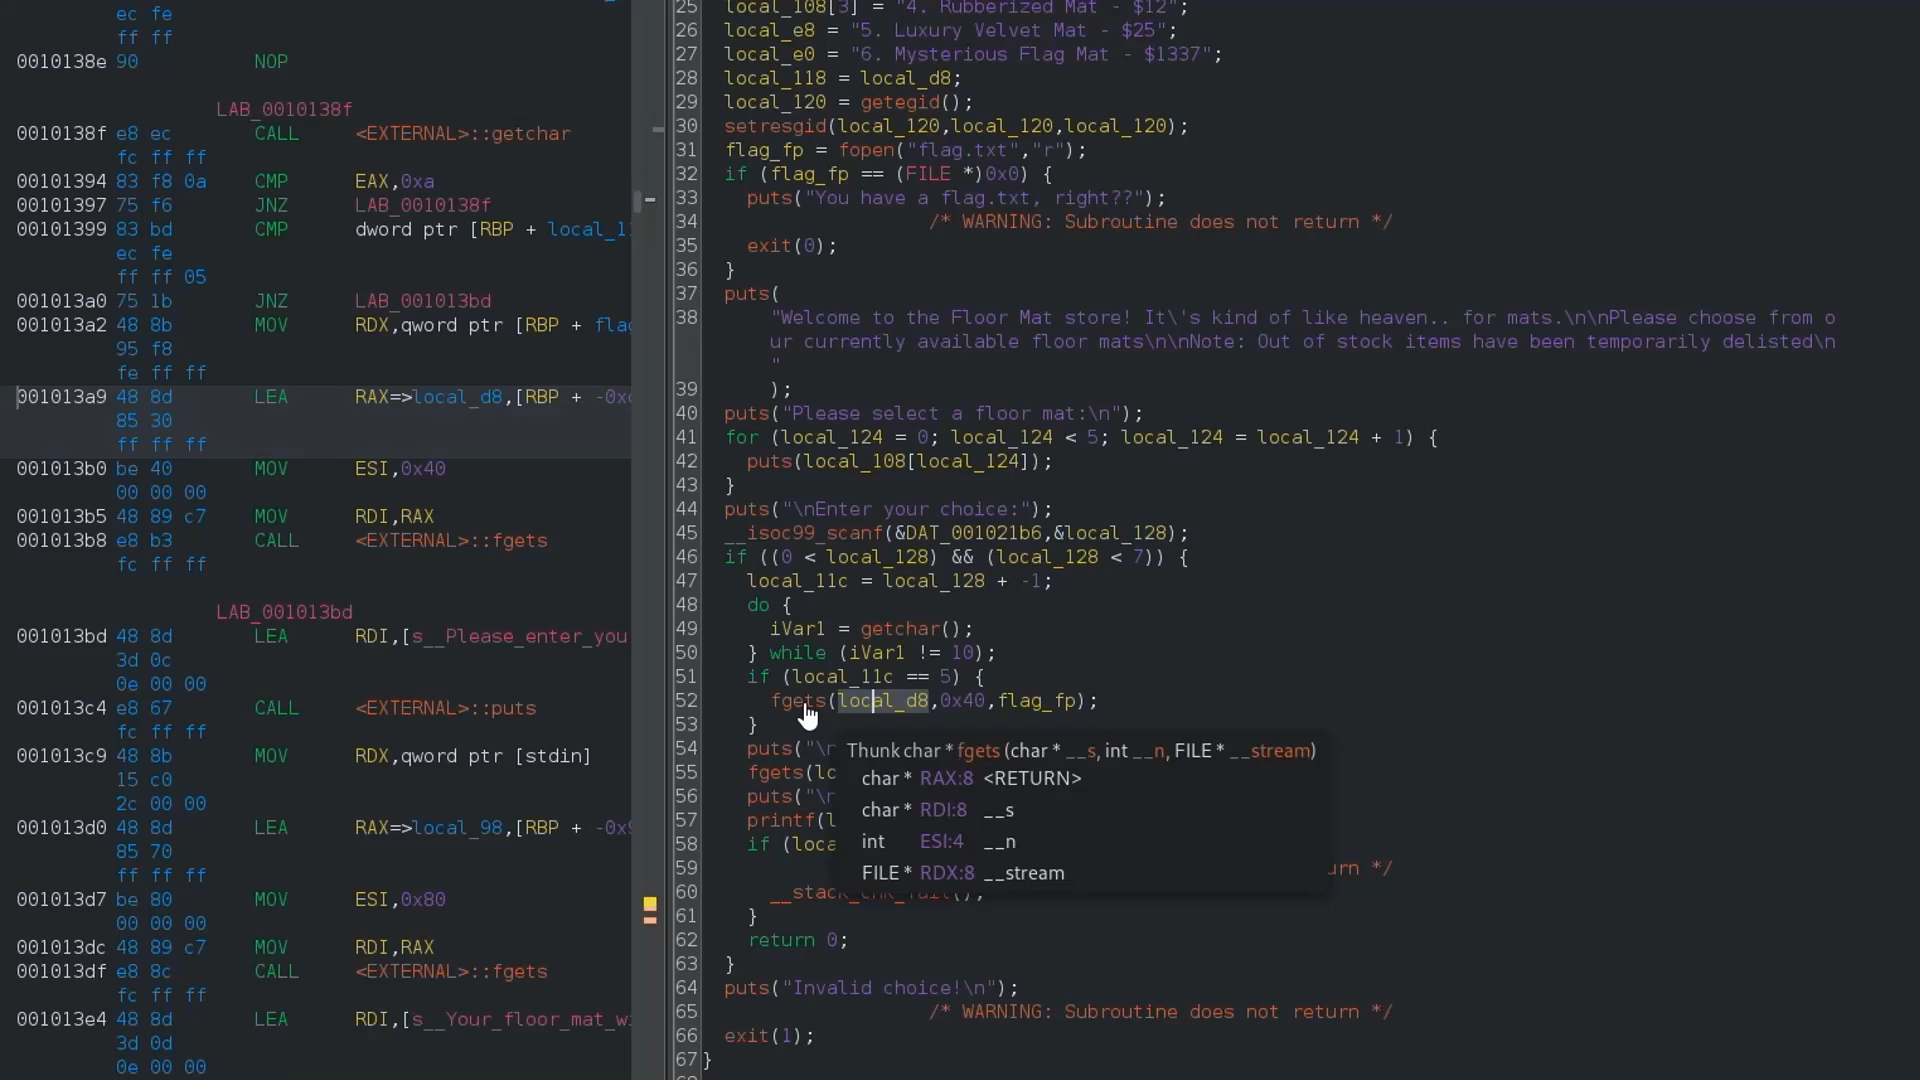 ec fe
ff ff
0010138e 90 NOP
LAB_0010138f
0010138f e8 ec CALL <EXTERNAL>::getchar
fc ff ff
00101394 83 f8 0a CMP EAX,0xa
00101397 75 f6 JNZ LAB_0010138f
00101399 83 bd CMP dword ptr [RBP + local_1
ec fe
ff ff 05
001013a0 75 1b JNZ LAB_001013bd
001013a2 48 8b MOV RDX,qword ptr [RBP + fla
95 f8
fe ff ff
001013a9 48 8d LEA RAX=>local_d8,[RBP + -0x
85 30
ff ff ff
001013b0 be 40 MOV ESI,0x40
00 00 00
001013b5 48 89 c7 MOV RDI,RAX
001013b8 e8 b3 CALL <EXTERNAL>::fgets
fc ff ff
LAB_001013bd
001013bd 48 8d LEA RDI,[s__Please_enter_you
3d 0c
0e 00 00
001013c4 e8 67 CALL <EXTERNAL>::puts
fc ff ff
001013c9 48 8b MOV RDX,qword ptr [stdin]
15 c0
2c 00 00
001013d0 48 8d LEA RAX=>local_98,[RBP + -0x
85 70
ff ff ff
001013d7 be 80 MOV ESI,0x80
00 00 00
001013dc 48 89 c7 MOV RDI,RAX
001013df e8 8c CALL <EXTERNAL>::fgets
fc ff ff
001013e4 48 8d LEA RDI,[s__Your_floor_mat_w
3d 0d
0e 00 00
25 local_108[3] = "4. Rubberized Mat - $12";
26 local_e8 = "5. Luxury Velvet Mat - $25";
27 local_e0 = "6. Mysterious Flag Mat - $1337";
28 local_118 = local_d8;
29 local_120 = getegid();
30 setresgid(local_120,local_120,local_120);
31 flag_fp = fopen("flag.txt","r");
32 if (flag_fp == (FILE *)0x0) {
33 puts("You have a flag.txt, right??");
34 /* WARNING: Subroutine does not return */
35 exit(0);
36 }
37 puts(
38 "Welcome to the Floor Mat store! It\'s kind of like heaven.. for mats.\n\nPlease choose from o
ur currently available floor mats\n\nNote: Out of stock items have been temporarily delisted\n
"
39 );
40 puts("Please select a floor mat:\n");
41 for (local_124 = 0; local_124 < 5; local_124 = local_124 + 1) {
42 puts(local_108[local_124]);
43 }
44 puts("\nEnter your choice:");
45 __isoc99_scanf(&DAT_001021b6,&local_128);
46 if ((0 < local_128) && (local_128 < 7)) {
47 local_11c = local_128 + -1;
48 do {
49 iVar1 = getchar();
50 } while (iVar1 != 10);
51 if (local_11c == 5) {
52 fgets(local_d8,0x40,flag_fp);
53 }
54 puts("\n
55 fgets(lo
56 puts("\n
57 printf(l
58 if (loca
59 urn */
60 __stack_chk_fail();
61 }
62 return 0;
63 }
64 puts("Invalid choice!\n");
65 /* WARNING: Subroutine does not return */
66 exit(1);
67 }
Thunk char * fgets (char * __s, int __n, FILE * __stream)
char * RAX:8 <RETURN>
char * RDI:8 __s
int ESI:4 __n
FILE * RDX:8 __stream